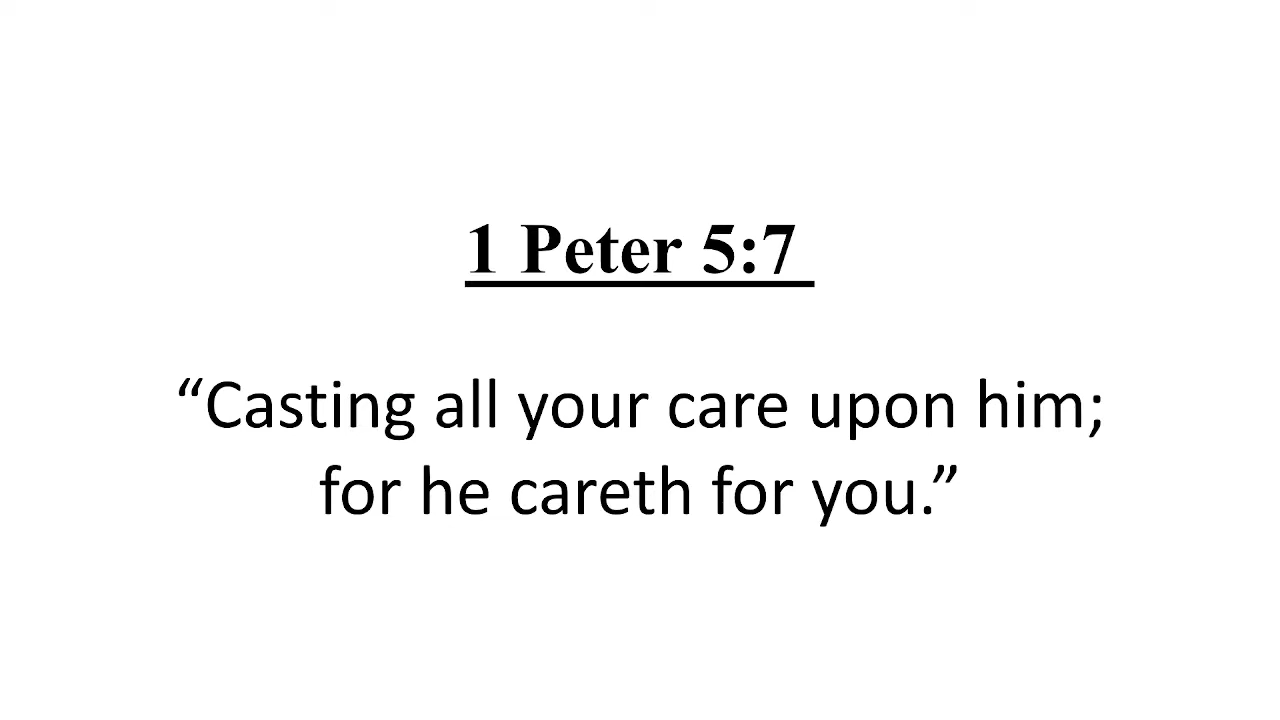 1 Peter 5:7
“Casting all your care upon him;
for he careth for you.”